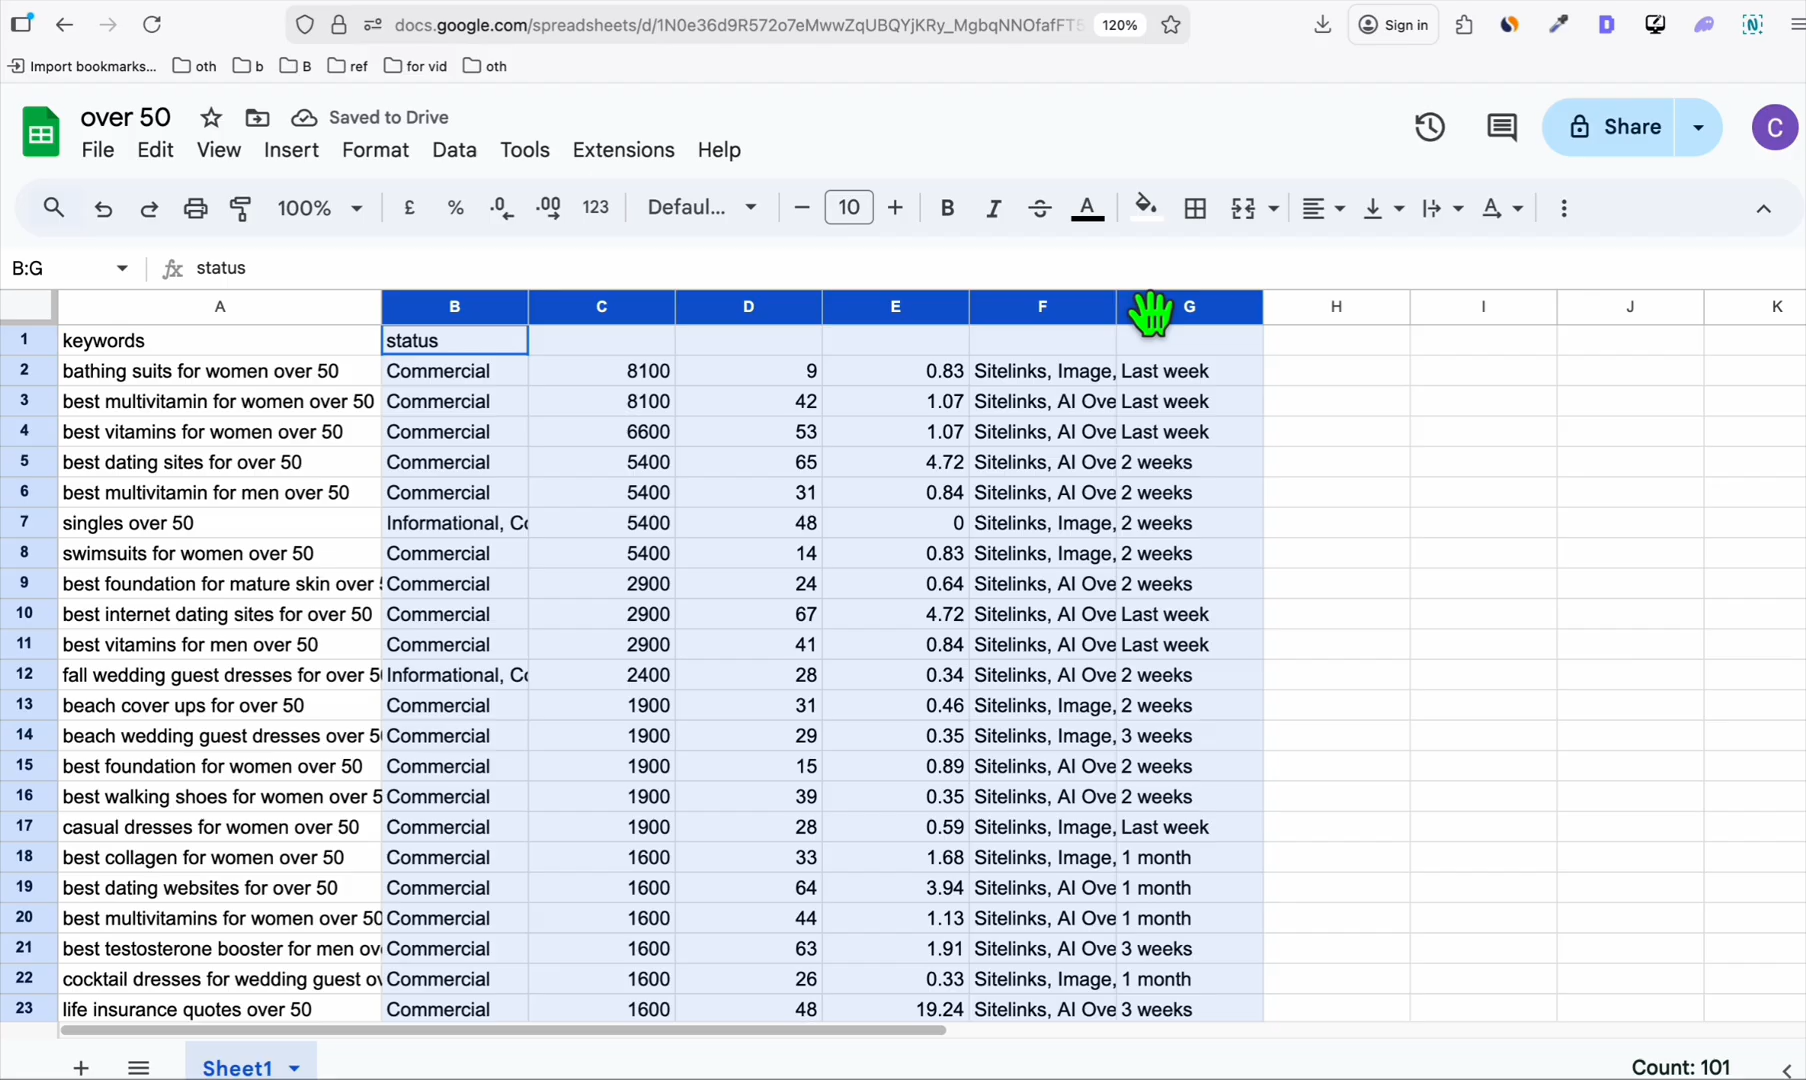 docs.google.com/spreadsheets/d/1N0e36d9R572o7eMwwZqUBQYjKRy_MgbqNNOfafFT5 120% Sign in
Import bookmarks... oth b B ref for vid oth
over 50 Saved to Drive
File Edit View Insert Format Data Tools Extensions Help Share C
100% £ % .0 .00 123 Defaul... 10 B I A
B:G fx status
A B C D E F G H I J K
1 keywords status
2 bathing suits for women over 50 Commercial 8100 9 0.83 Sitelinks, Image, Last week
3 best multivitamin for women over 50 Commercial 8100 42 1.07 Sitelinks, AI Ove Last week
4 best vitamins for women over 50 Commercial 6600 53 1.07 Sitelinks, AI Ove Last week
5 best dating sites for over 50 Commercial 5400 65 4.72 Sitelinks, AI Ove 2 weeks
6 best multivitamin for men over 50 Commercial 5400 31 0.84 Sitelinks, AI Ove 2 weeks
7 singles over 50 Informational, Co 5400 48 0 Sitelinks, Image, 2 weeks
8 swimsuits for women over 50 Commercial 5400 14 0.83 Sitelinks, Image, 2 weeks
9 best foundation for mature skin over Commercial 2900 24 0.64 Sitelinks, AI Ove 2 weeks
10 best internet dating sites for over 50 Commercial 2900 67 4.72 Sitelinks, AI Ove Last week
11 best vitamins for men over 50 Commercial 2900 41 0.84 Sitelinks, AI Ove Last week
12 fall wedding guest dresses for over 50 Informational, Co 2400 28 0.34 Sitelinks, AI Ove 2 weeks
13 beach cover ups for over 50 Commercial 1900 31 0.46 Sitelinks, Image, 2 weeks
14 beach wedding guest dresses over 50 Commercial 1900 29 0.35 Sitelinks, Image, 3 weeks
15 best foundation for women over 50 Commercial 1900 15 0.89 Sitelinks, AI Ove 2 weeks
16 best walking shoes for women over 5 Commercial 1900 39 0.35 Sitelinks, AI Ove 2 weeks
17 casual dresses for women over 50 Commercial 1900 28 0.59 Sitelinks, Image, Last week
18 best collagen for women over 50 Commercial 1600 33 1.68 Sitelinks, Image, 1 month
19 best dating websites for over 50 Commercial 1600 64 3.94 Sitelinks, AI Ove 1 month
20 best multivitamins for women over 50 Commercial 1600 44 1.13 Sitelinks, AI Ove 1 month
21 best testosterone booster for men ov Commercial 1600 63 1.91 Sitelinks, AI Ove 3 weeks
22 cocktail dresses for wedding guest ov Commercial 1600 26 0.33 Sitelinks, Image, 1 month
23 life insurance quotes over 50 Commercial 1600 48 19.24 Sitelinks, AI Ove 3 weeks
Sheet1 Count: 101